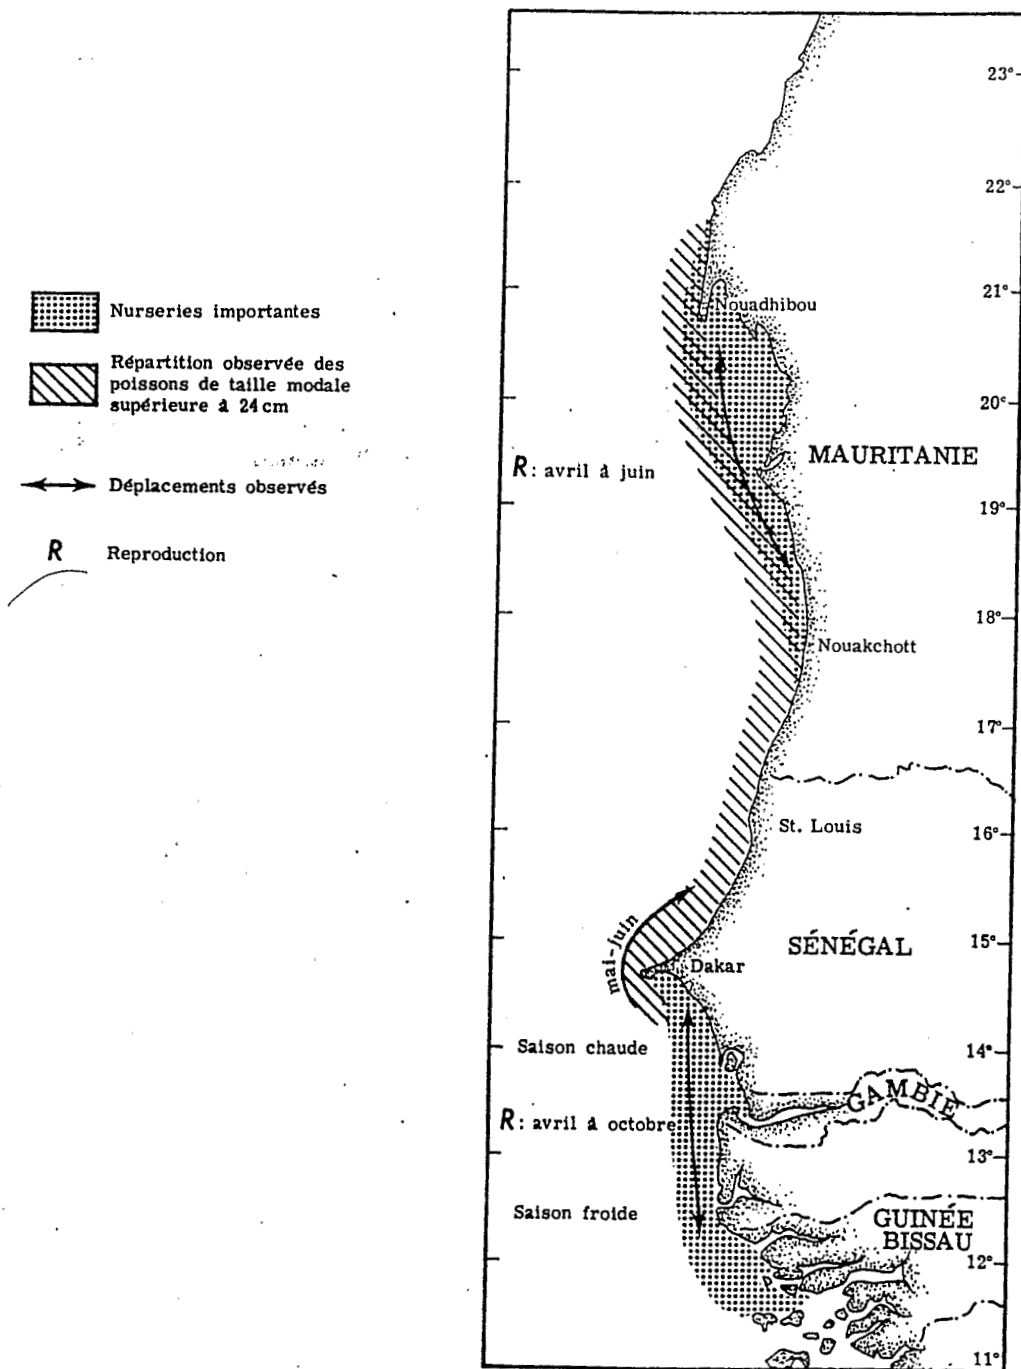 Nurseries importantes
Répartition observée des
poissons de taille modale
supérieure à 24 cm
Déplacements observés
R Reproduction
23°
22°
21°
Nouadhibou
20°
MAURITANIE
R: avril à juin
19°
18°
Nouakchott
17°
St. Louis
16°
mai-juin
15°
SÉNÉGAL
Dakar
Saison chaude
14°
GAMBIE
R: avril à octobre
13°
Saison froide
GUINÉE
BISSAU
12°
11°